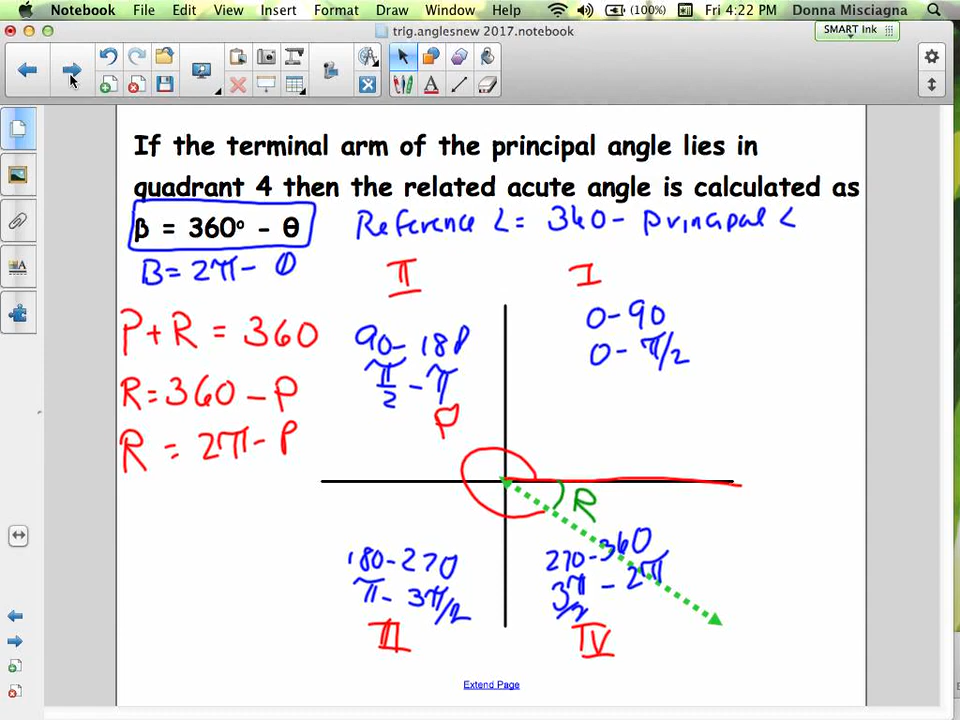 Notebook File Edit View Insert Format Draw Window Help (100%) Fri 4:22 PM Donna Misciagna
trig.anglesnew 2017.notebook
SMART Ink
If the terminal arm of the principal angle lies in
quadrant 4 then the related acute angle is calculated as
β = 360° - θ
Reference ∠ = 360 - principal ∠
B = 2π - θ
II
I
P + R = 360
R = 360 - P
R = 2π - P
90 - 180
π/2 - π
0 - 90
0 - π/2
P
R
180 - 270
π - 3π/2
III
270 - 360
3π/2 - 2π
IV
Extend Page